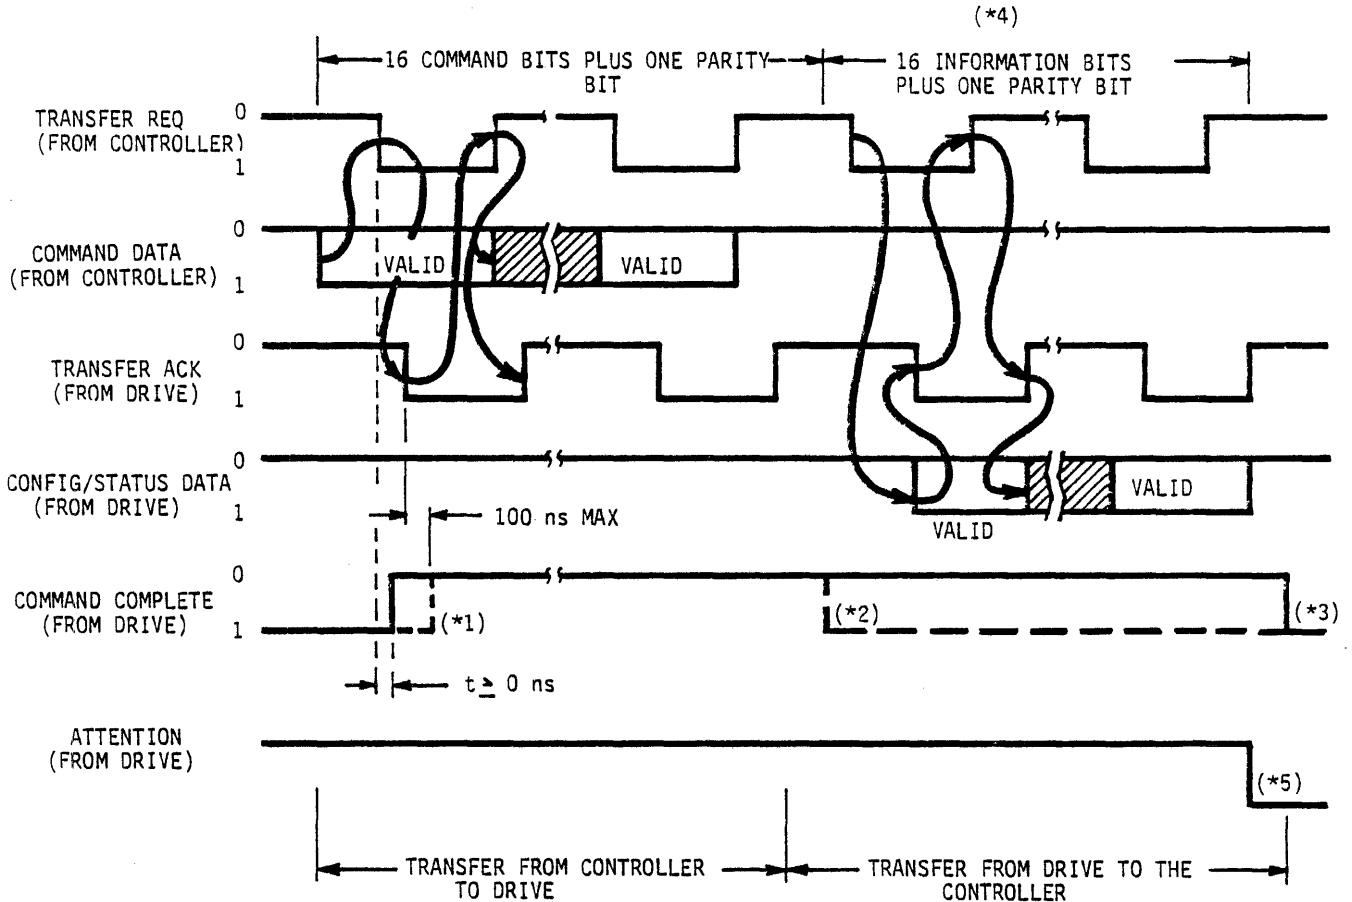 (*4)
16 COMMAND BITS PLUS ONE PARITY
BIT
16 INFORMATION BITS
PLUS ONE PARITY BIT
TRANSFER REQ
(FROM CONTROLLER)
0
1
COMMAND DATA
(FROM CONTROLLER)
0
1
VALID
VALID
TRANSFER ACK
(FROM DRIVE)
0
1
CONFIG/STATUS DATA
(FROM DRIVE)
0
1
VALID
VALID
100 ns MAX
COMMAND COMPLETE
(FROM DRIVE)
0
1
(*1)
(*2)
(*3)
t ≥ 0 ns
ATTENTION
(FROM DRIVE)
(*5)
TRANSFER FROM CONTROLLER
TO DRIVE
TRANSFER FROM DRIVE TO THE
CONTROLLER